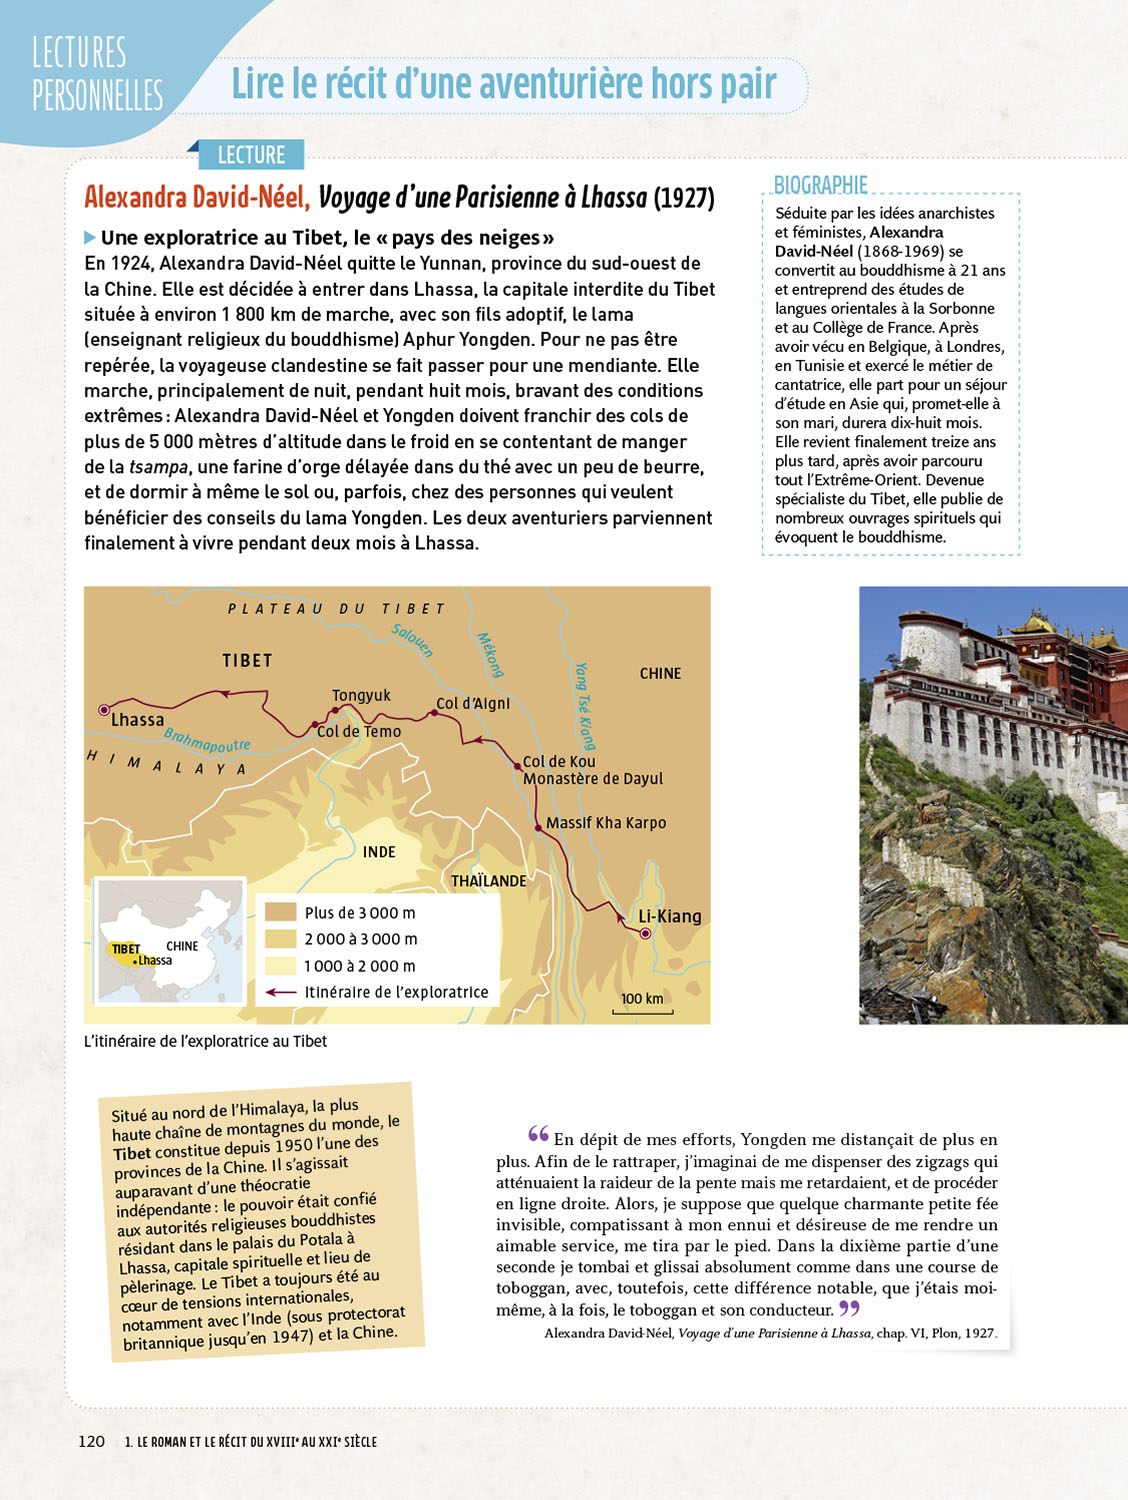 LECTURES
PERSONNELLES
Lire le récit d'une aventurière hors pair
LECTURE
Alexandra David-Néel, Voyage d'une Parisienne à Lhassa (1927)
Une exploratrice au Tibet, le « pays des neiges »
En 1924, Alexandra David-Néel quitte le Yunnan, province du sud-ouest de
la Chine. Elle est décidée à entrer dans Lhassa, la capitale interdite du Tibet
située à environ 1 800 km de marche, avec son fils adoptif, le lama
(enseignant religieux du bouddhisme) Aphur Yongden. Pour ne pas être
repérée, la voyageuse clandestine se fait passer pour une mendiante. Elle
marche, principalement de nuit, pendant huit mois, bravant des conditions
extrêmes : Alexandra David-Néel et Yongden doivent franchir des cols de
plus de 5 000 mètres d'altitude dans le froid en se contentant de manger
de la tsampa, une farine d'orge délayée dans du thé avec un peu de beurre,
et de dormir à même le sol ou, parfois, chez des personnes qui veulent
bénéficier des conseils du lama Yongden. Les deux aventuriers parviennent
finalement à vivre pendant deux mois à Lhassa.
BIOGRAPHIE
Séduite par les idées anarchistes
et féministes, Alexandra
David-Néel (1868-1969) se
convertit au bouddhisme à 21 ans
et entreprend des études de
langues orientales à la Sorbonne
et au Collège de France. Après
avoir vécu en Belgique, à Londres,
en Tunisie et exercé le métier de
cantatrice, elle part pour un séjour
d'étude en Asie qui, promet-elle à
son mari, durera dix-huit mois.
Elle revient finalement treize ans
plus tard, après avoir parcouru
tout l'Extrême-Orient. Devenue
spécialiste du Tibet, elle publie de
nombreux ouvrages spirituels qui
évoquent le bouddhisme.
PLATEAU DU TIBET
Salouen
Mékong
Yang Tsé Kiang
TIBET
CHINE
Tongyuk
Col d'Aigni
Lhassa
Col de Temo
Brahmapoutre
HIMALAYA
Col de Kou
Monastère de Dayul
Massif Kha Karpo
INDE
THAÏLANDE
Li-Kiang
TIBET
CHINE
Lhassa
Plus de 3 000 m
2 000 à 3 000 m
1 000 à 2 000 m
Itinéraire de l'exploratrice
100 km
L'itinéraire de l'exploratrice au Tibet
Situé au nord de l'Himalaya, la plus
haute chaîne de montagnes du monde, le
Tibet constitue depuis 1950 l'une des
provinces de la Chine. Il s'agissait
auparavant d'une théocratie
indépendante : le pouvoir était confié
aux autorités religieuses bouddhistes
résidant dans le palais du Potala à
Lhassa, capitale spirituelle et lieu de
pèlerinage. Le Tibet a toujours été au
cœur de tensions internationales,
notamment avec l'Inde (sous protectorat
britannique jusqu'en 1947) et la Chine.
“ En dépit de mes efforts, Yongden me distançait de plus en
plus. Afin de le rattraper, j'imaginai de me dispenser des zigzags qui
atténuaient la raideur de la pente mais me retardaient, et de procéder
en ligne droite. Alors, je suppose que quelque charmante petite fée
invisible, compatissant à mon ennui et désireuse de me rendre un
aimable service, me tira par le pied. Dans la dixième partie d'une
seconde je tombai et glissai absolument comme dans une course de
toboggan, avec, toutefois, cette différence notable, que j'étais moi-
même, à la fois, le toboggan et son conducteur. ”
Alexandra David-Néel, Voyage d'une Parisienne à Lhassa, chap. VI, Plon, 1927.
120 1. LE ROMAN ET LE RÉCIT DU XVIIIe AU XXIe SIÈCLE